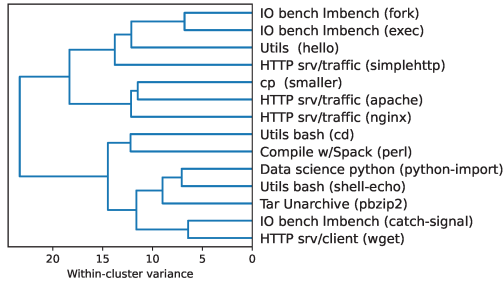 IO bench lmbench (fork)
IO bench lmbench (exec)
Utils  (hello)
HTTP srv/traffic (simplehttp)
cp  (smaller)
HTTP srv/traffic (apache)
HTTP srv/traffic (nginx)
Utils bash (cd)
Compile w/Spack (perl)
Data science python (python-import)
Utils bash (shell-echo)
Tar Unarchive (pbzip2)
IO bench lmbench (catch-signal)
HTTP srv/client (wget)
20 15 10 5 0
Within-cluster variance